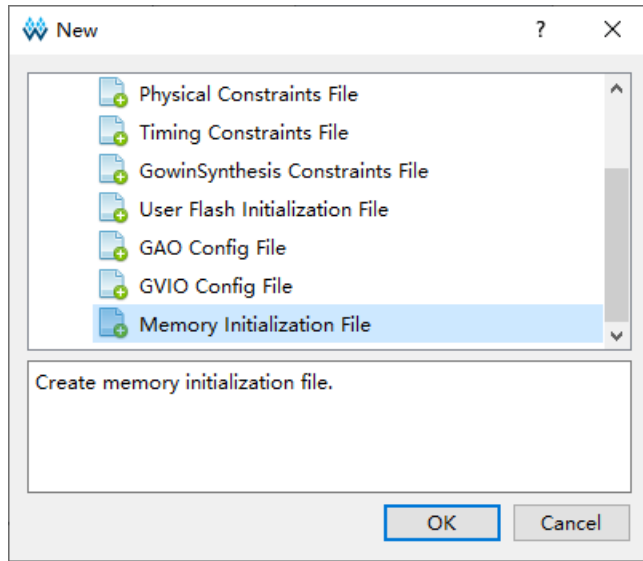 New
?
Physical Constraints File
Timing Constraints File
GowinSynthesis Constraints File
User Flash Initialization File
GAO Config File
GVIO Config File
Memory Initialization File
Create memory initialization file.
OK Cancel